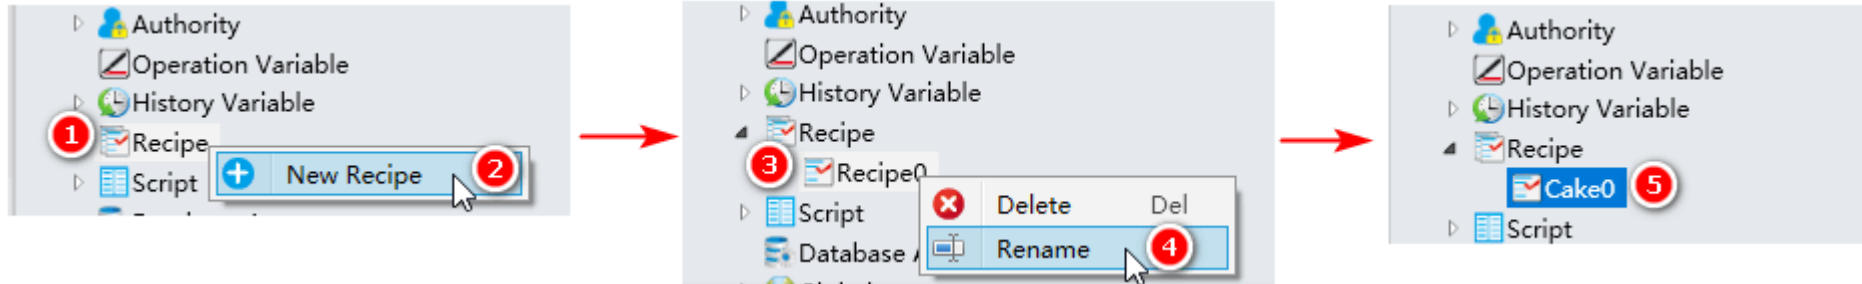 Authority
Operation Variable
History Variable
1
Recipe
New Recipe
2
Script
Authority
Operation Variable
History Variable
Recipe
3
Recipe0
Delete Del
Script
Rename
4
Database
Authority
Operation Variable
History Variable
Recipe
Cake0
5
Script